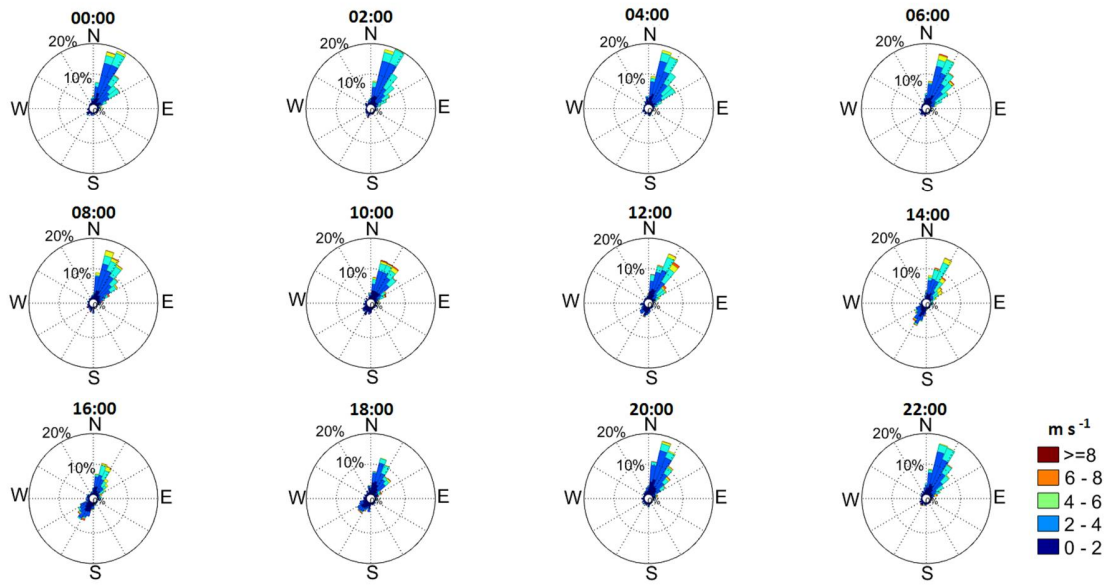 00:00
N
20%
10%
W
E
S
02:00
N
20%
10%
W
E
S
04:00
N
20%
10%
W
E
S
06:00
N
20%
10%
W
E
S
08:00
N
20%
10%
W
E
S
10:00
N
20%
10%
W
E
S
12:00
N
20%
10%
W
E
S
14:00
N
20%
10%
W
E
S
16:00
N
20%
10%
W
E
S
18:00
N
20%
10%
W
E
S
20:00
N
20%
10%
W
E
S
22:00
N
20%
10%
W
E
S
m s -1
>=8
6 - 8
4 - 6
2 - 4
0 - 2